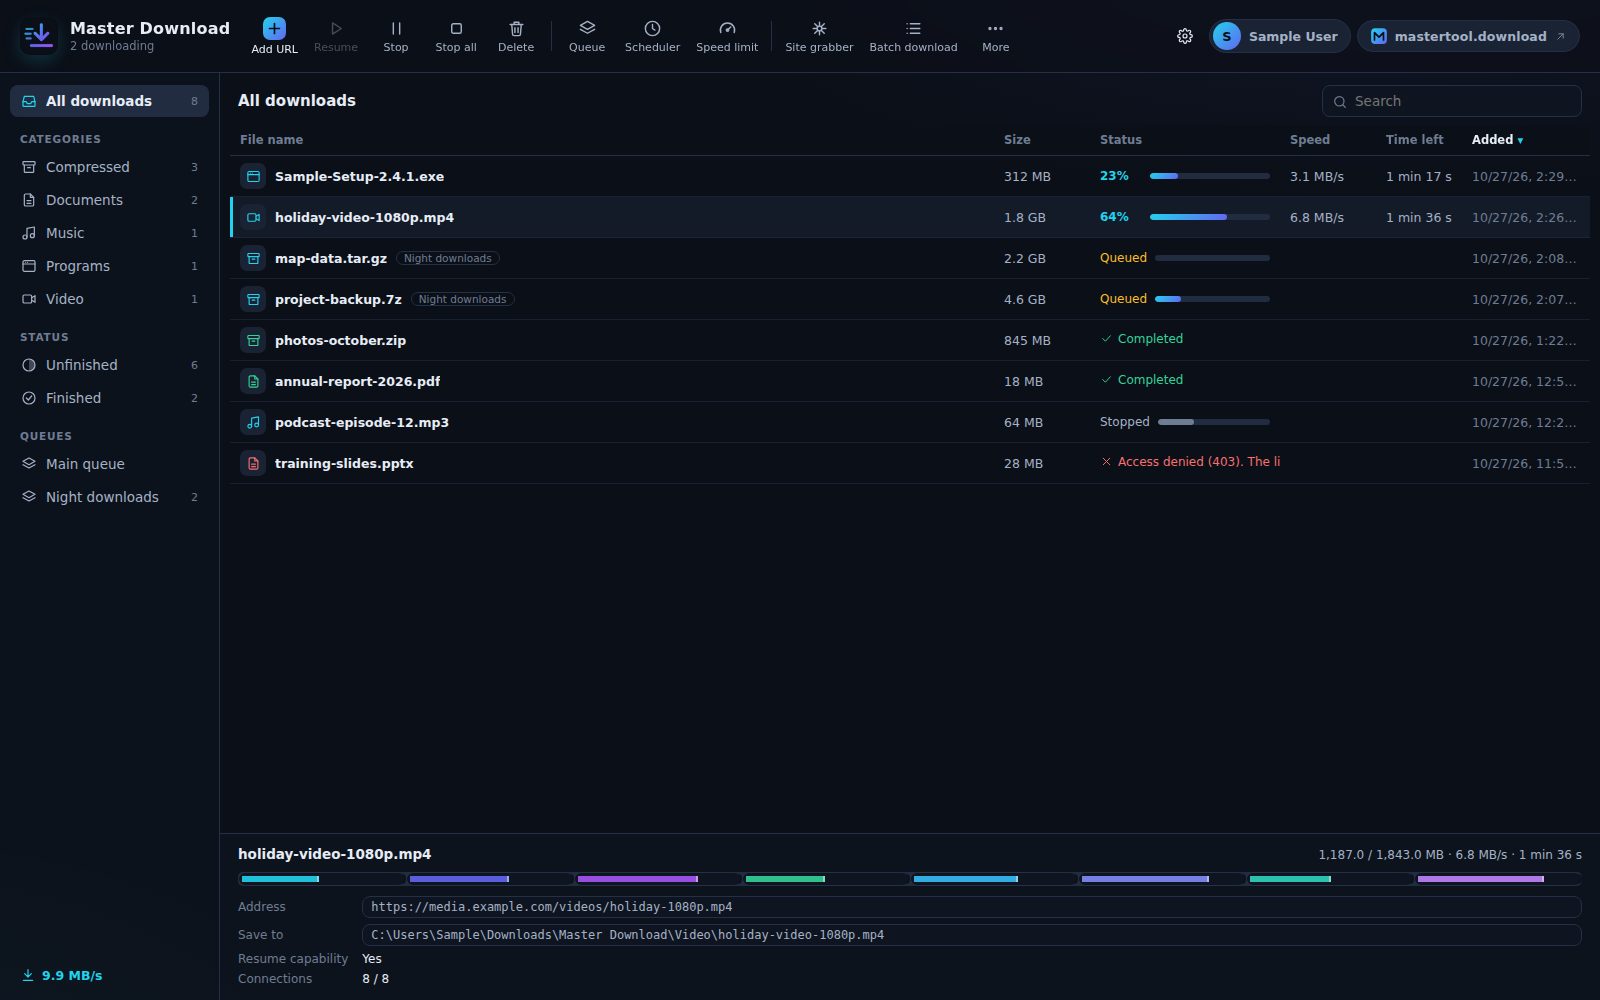 Master Download
2 downloading
Add URL
Resume
Stop
Stop all
Delete
Queue
Scheduler
Speed limit
Site grabber
Batch download
More
S
Sample User
mastertool.download
All downloads 8
CATEGORIES
Compressed 3
Documents 2
Music 1
Programs 1
Video 1
STATUS
Unfinished 6
Finished 2
QUEUES
Main queue
Night downloads 2
9.9 MB/s
All downloads
Search
File name Size Status Speed Time left Added ▼
Sample-Setup-2.4.1.exe 312 MB 23% 3.1 MB/s 1 min 17 s 10/27/26, 2:29...
holiday-video-1080p.mp4 1.8 GB 64% 6.8 MB/s 1 min 36 s 10/27/26, 2:26...
map-data.tar.gz Night downloads 2.2 GB Queued 10/27/26, 2:08...
project-backup.7z Night downloads 4.6 GB Queued 10/27/26, 2:07...
photos-october.zip 845 MB Completed 10/27/26, 1:22...
annual-report-2026.pdf 18 MB Completed 10/27/26, 12:5...
podcast-episode-12.mp3 64 MB Stopped 10/27/26, 12:2...
training-slides.pptx 28 MB Access denied (403). The li 10/27/26, 11:5...
holiday-video-1080p.mp4 1,187.0 / 1,843.0 MB · 6.8 MB/s · 1 min 36 s
Address https://media.example.com/videos/holiday-1080p.mp4
Save to C:\Users\Sample\Downloads\Master Download\Video\holiday-video-1080p.mp4
Resume capability Yes
Connections 8 / 8